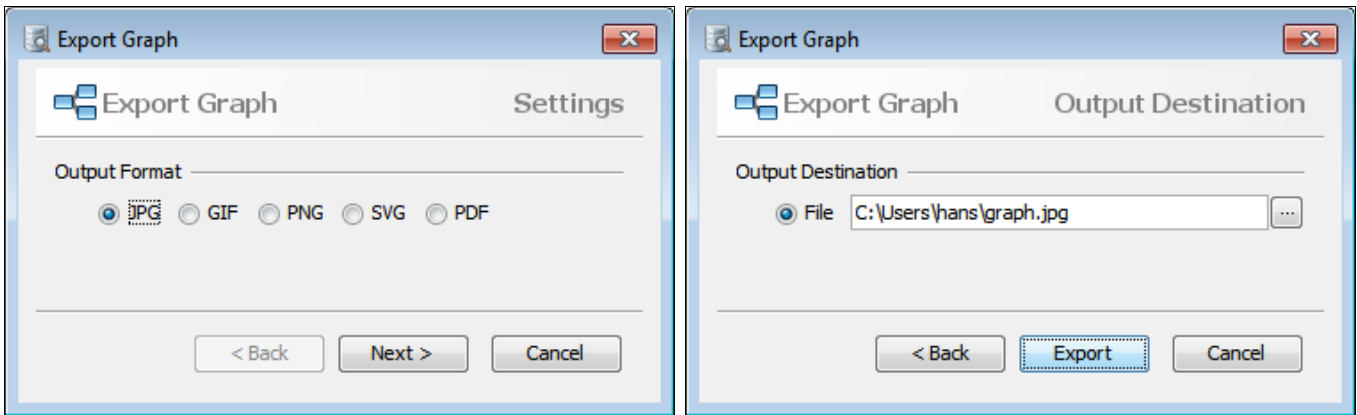 Export Graph
Export Graph Settings
Output Format
JPG GIF PNG SVG PDF
< Back Next > Cancel
Export Graph
Export Graph Output Destination
Output Destination
File C:\Users\hans\graph.jpg ...
< Back Export Cancel